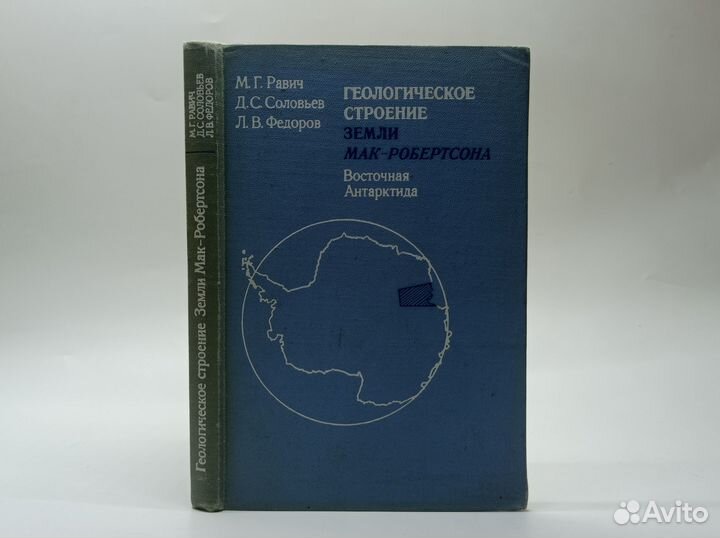 М. Г. РАВИЧ
Д. С. СОЛОВЬЕВ
Л. В. ФЕДОРОВ
ГЕОЛОГИЧЕСКОЕ
СТРОЕНИЕ
ЗЕМЛИ
МАК-РОБЕРТСОНА
ВОСТОЧНАЯ
АНТАРКТИДА
М. Г. РАВИЧ
Д. С. СОЛОВЬЕВ
Л. В. ФЕДОРОВ
Геологическое строение Земли Мак-Робертсона
Avito